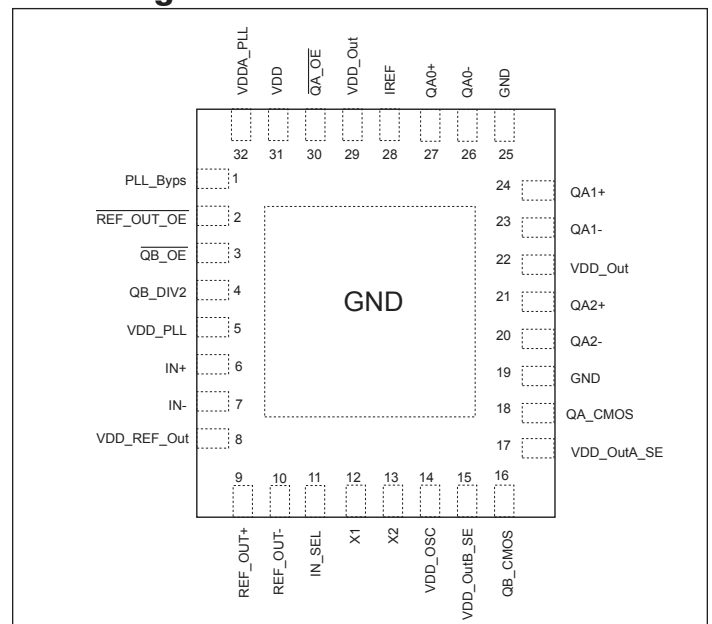 VDDA_PLL
VDD
QA_OE
VDD_Out
IREF
QA0+
QA0-
GND
32 31 30 29 28 27 26 25
PLL_Byps 1
REF_OUT_OE 2
QB_OE 3
QB_DIV2 4
VDD_PLL 5
IN+ 6
IN- 7
VDD_REF_Out 8
GND
24 QA1+
23 QA1-
22 VDD_Out
21 QA2+
20 QA2-
19 GND
18 QA_CMOS
17 VDD_OutA_SE
9 10 11 12 13 14 15 16
REF_OUT+
REF_OUT-
IN_SEL
X1
X2
VDD_OSC
VDD_OutB_SE
QB_CMOS